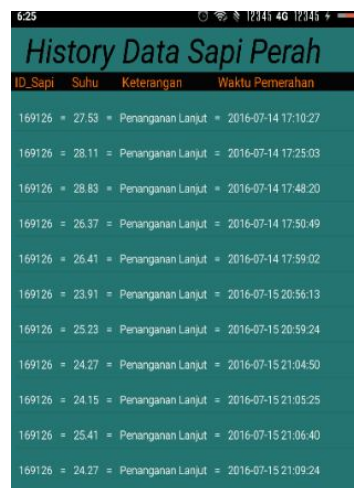 6:25 12345 4G 12345
History Data Sapi Perah
ID_Sapi Suhu Keterangan Waktu Pemerahan
169126 = 27.53 = Penanganan Lanjut = 2016-07-14 17:10:27
169126 = 28.11 = Penanganan Lanjut = 2016-07-14 17:25:03
169126 = 28.83 = Penanganan Lanjut = 2016-07-14 17:48:20
169126 = 26.37 = Penanganan Lanjut = 2016-07-14 17:50:49
169126 = 26.41 = Penanganan Lanjut = 2016-07-14 17:59:02
169126 = 23.91 = Penanganan Lanjut = 2016-07-15 20:56:13
169126 = 25.23 = Penanganan Lanjut = 2016-07-15 20:59:24
169126 = 24.27 = Penanganan Lanjut = 2016-07-15 21:04:50
169126 = 24.15 = Penanganan Lanjut = 2016-07-15 21:05:25
169126 = 25.41 = Penanganan Lanjut = 2016-07-15 21:06:40
169126 = 24.27 = Penanganan Lanjut = 2016-07-15 21:09:24